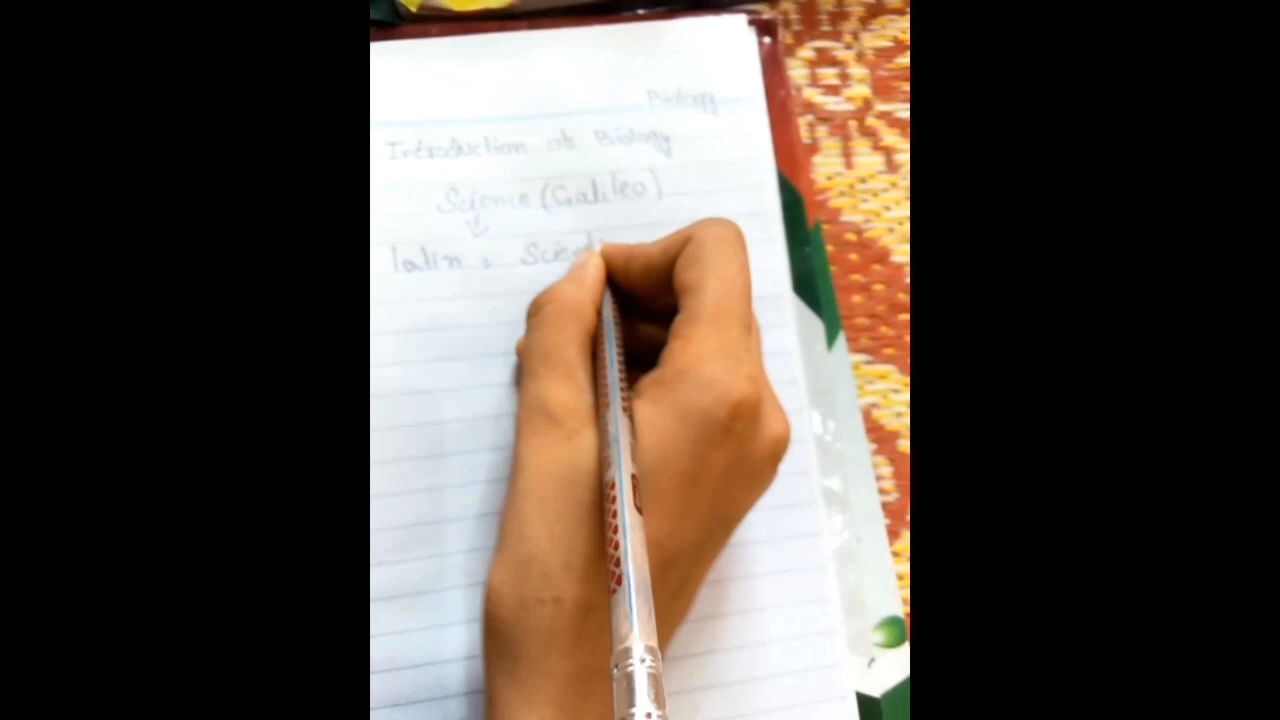 Biology
Introduction of Biology
Science (Galileo)
latin :